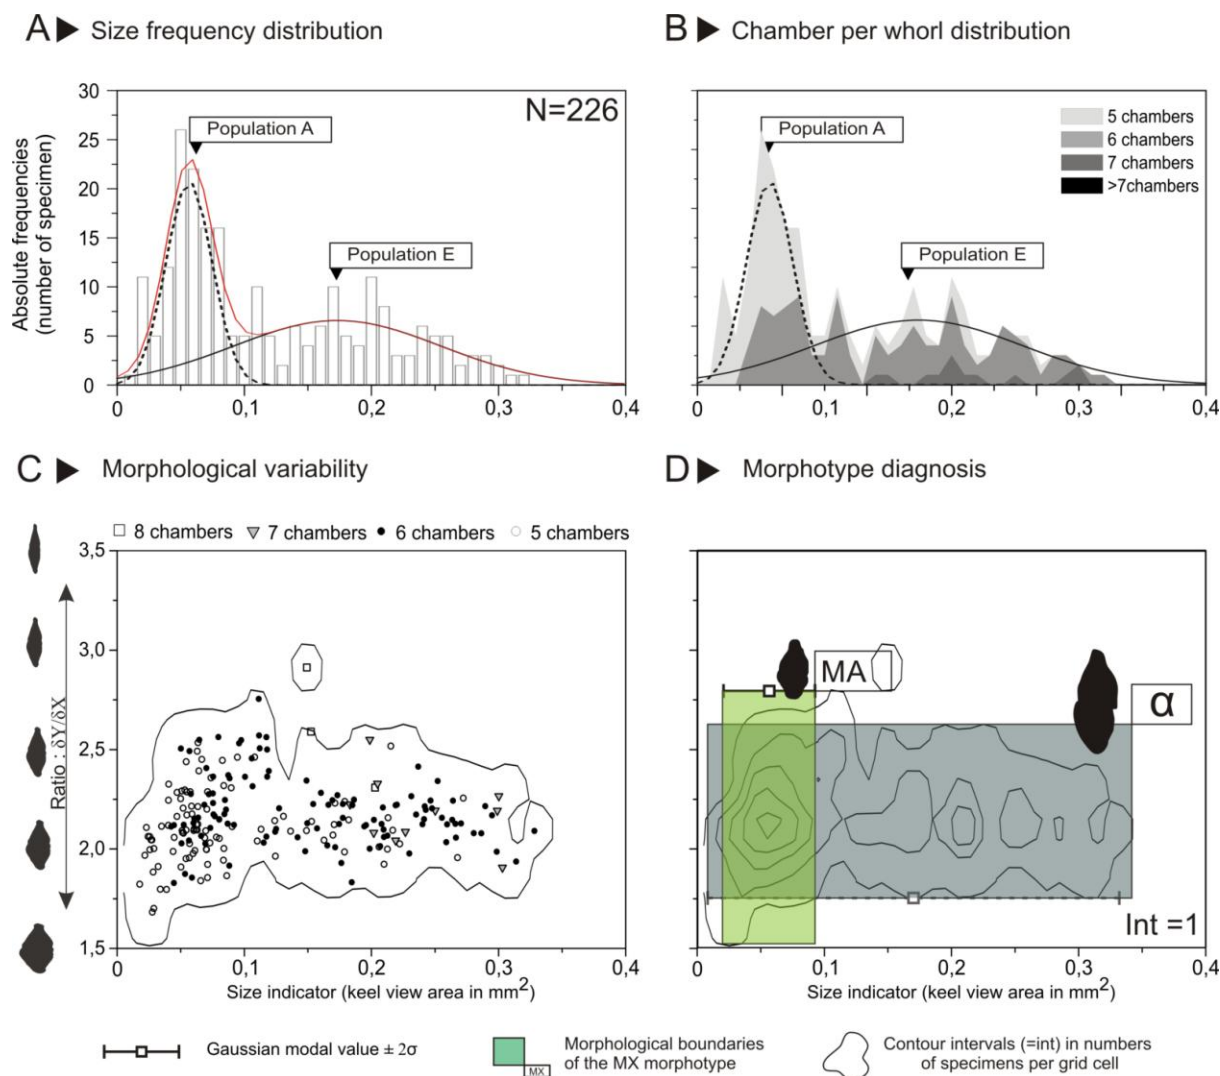 A ▶ Size frequency distribution
B ▶ Chamber per whorl distribution
Absolute frequencies
(number of specimen)
30
25
20
15
10
5
0
N=226
Population A
Population E
0 0,1 0,2 0,3 0,4
Population A
Population E
5 chambers
6 chambers
7 chambers
>7chambers
0 0,1 0,2 0,3 0,4
C ▶ Morphological variability
D ▶ Morphotype diagnosis
8 chambers 7 chambers 6 chambers 5 chambers
Ratio : δY/δX
3,5
3,0
2,5
2,0
1,5
0 0,1 0,2 0,3 0,4
Size indicator (keel view area in mm²)
MA
α
Int =1
0 0,1 0,2 0,3 0,4
Size indicator (keel view area in mm²)
Gaussian modal value ± 2σ
MX
Morphological boundaries
of the MX morphotype
Contour intervals (=int) in numbers
of specimens per grid cell